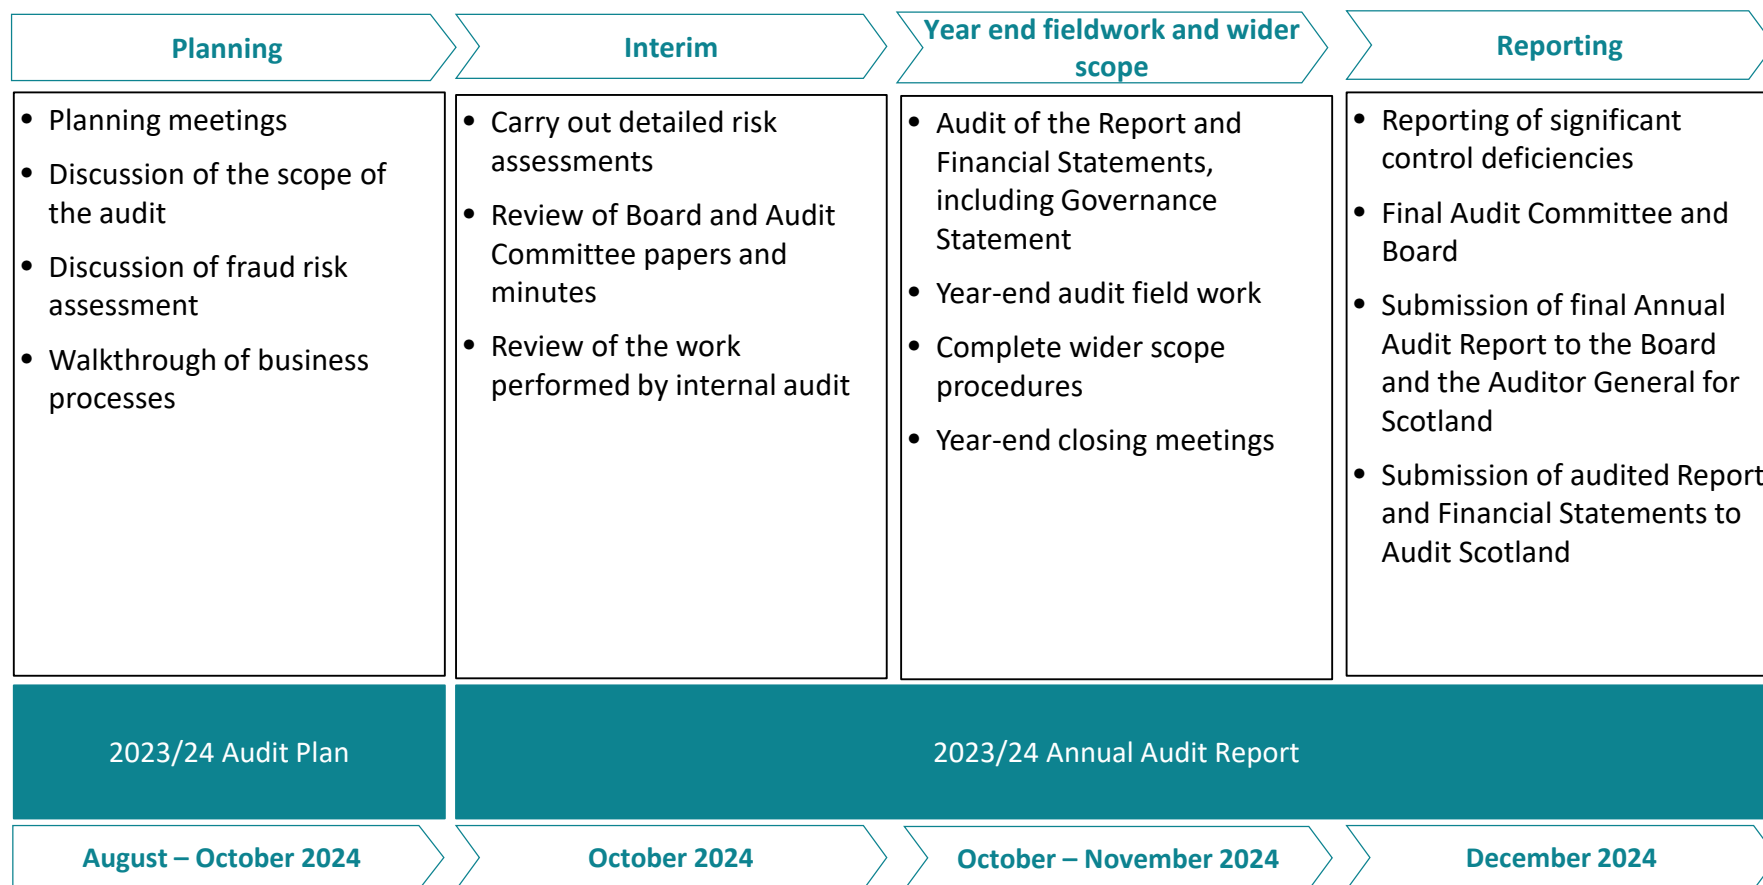 Planning
Interim
Year end fieldwork and wider
scope
Reporting
• Planning meetings
• Discussion of the scope of
the audit
• Discussion of fraud risk
assessment
• Walkthrough of business
processes
• Carry out detailed risk
assessments
• Review of Board and Audit
Committee papers and
minutes
• Review of the work
performed by internal audit
• Audit of the Report and
Financial Statements,
including Governance
Statement
• Year-end audit field work
• Complete wider scope
procedures
• Year-end closing meetings
• Reporting of significant
control deficiencies
• Final Audit Committee and
Board
• Submission of final Annual
Audit Report to the Board
and the Auditor General for
Scotland
• Submission of audited Report
and Financial Statements to
Audit Scotland
2023/24 Audit Plan
2023/24 Annual Audit Report
August – October 2024
October 2024
October – November 2024
December 2024